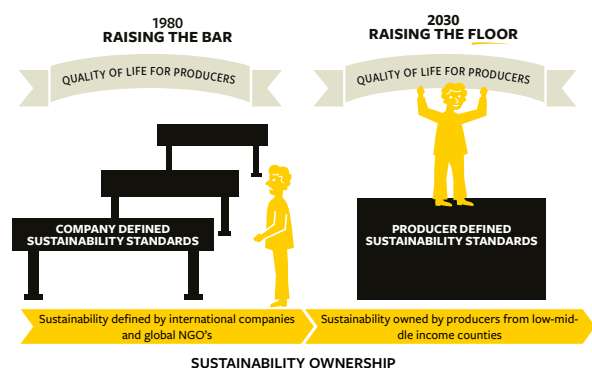 1980
RAISING THE BAR
QUALITY OF LIFE FOR PRODUCERS
COMPANY DEFINED
SUSTAINABILITY STANDARDS
Sustainability defined by international companies
and global NGO's
2030
RAISING THE FLOOR
QUALITY OF LIFE FOR PRODUCERS
PRODUCER DEFINED
SUSTAINABILITY STANDARDS
Sustainability owned by producers from low-mid-
dle income counties
SUSTAINABILITY OWNERSHIP